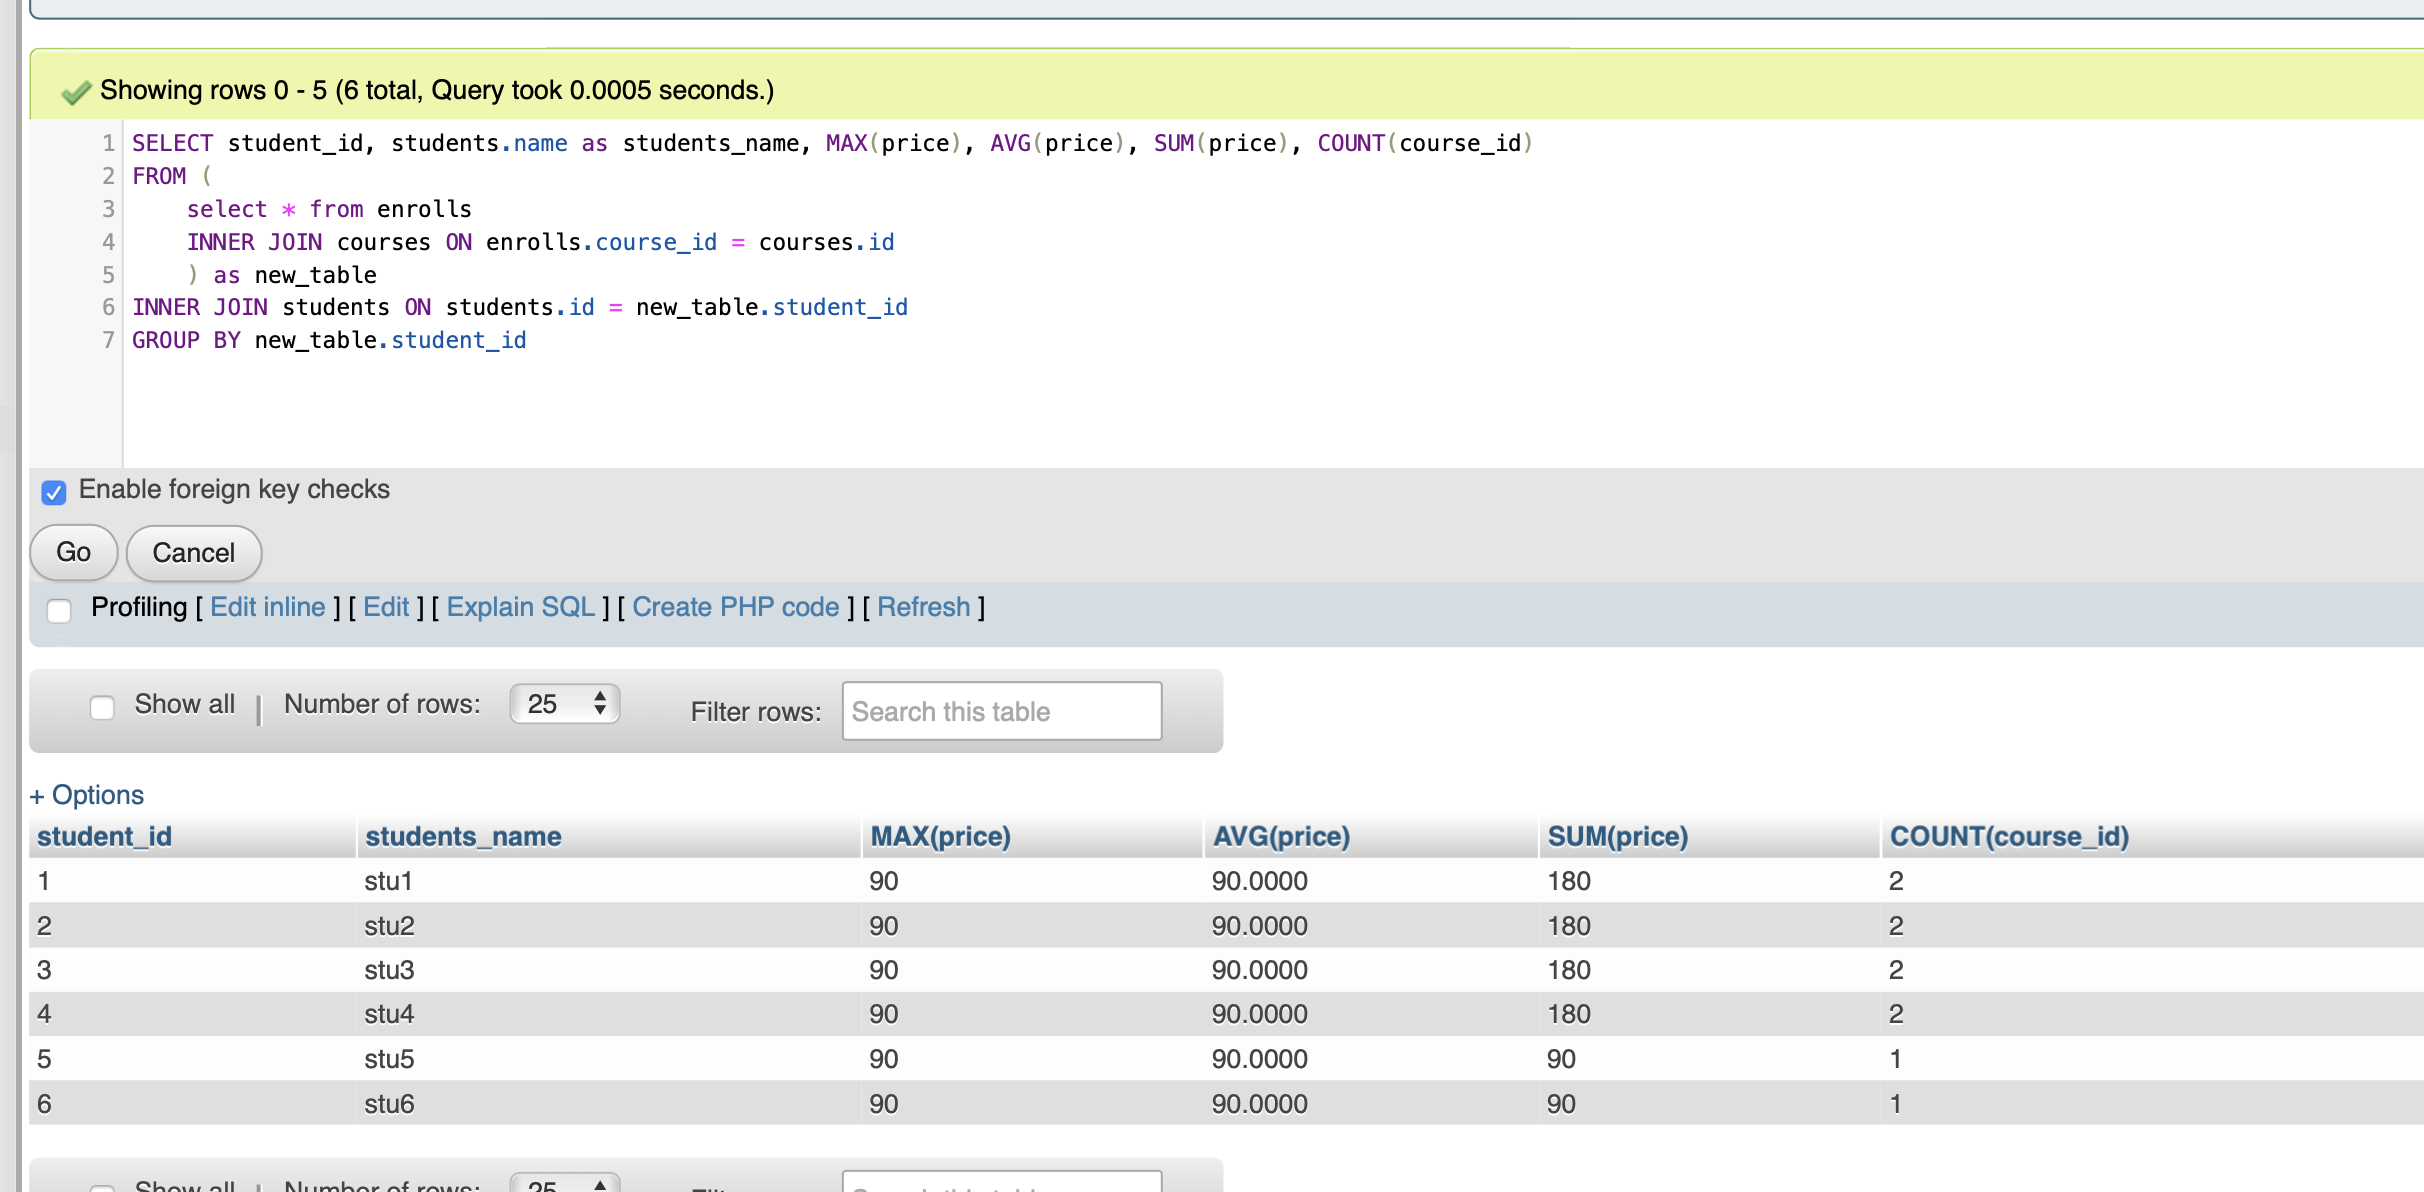 Showing rows 0 - 5 (6 total, Query took 0.0005 seconds.)
1 SELECT student_id, students.name as students_name, MAX(price), AVG(price), SUM(price), COUNT(course_id)
2 FROM (
3     select * from enrolls
4     INNER JOIN courses ON enrolls.course_id = courses.id
5     ) as new_table
6 INNER JOIN students ON students.id = new_table.student_id
7 GROUP BY new_table.student_id
Enable foreign key checks
Go Cancel
Profiling [ Edit inline ] [ Edit ] [ Explain SQL ] [ Create PHP code ] [ Refresh ]
Show all | Number of rows: 25 Filter rows: Search this table
+ Options
student_id students_name MAX(price) AVG(price) SUM(price) COUNT(course_id)
1 stu1 90 90.0000 180 2
2 stu2 90 90.0000 180 2
3 stu3 90 90.0000 180 2
4 stu4 90 90.0000 180 2
5 stu5 90 90.0000 90 1
6 stu6 90 90.0000 90 1
Show all | Number of rows: 25